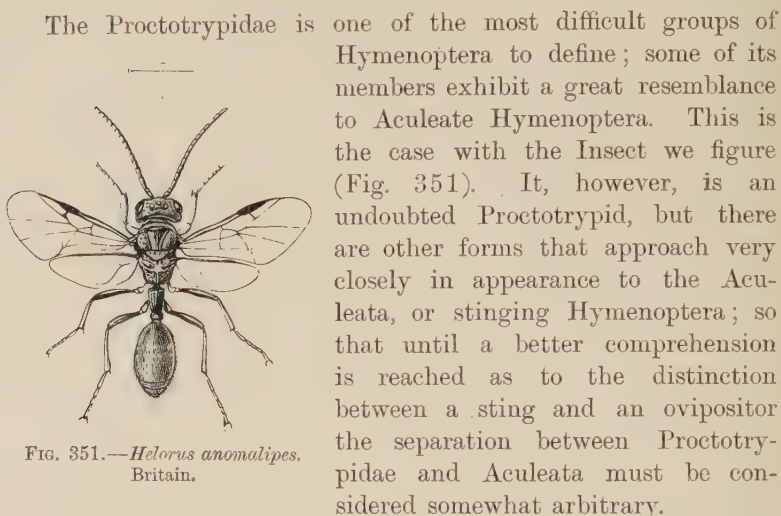 The Proctotrypidae is one of the most difficult groups of
Hymenoptera to define; some of its
members exhibit a great resemblance
to Aculeate Hymenoptera. This is
the case with the Insect we figure
(Fig. 351). It, however, is an
undoubted Proctotrypid, but there
are other forms that approach very
closely in appearance to the Acu-
leata, or stinging Hymenoptera; so
that until a better comprehension
is reached as to the distinction
between a sting and an ovipositor
the separation between Proctotry-
pidae and Aculeata must be con-
sidered somewhat arbitrary.
FIG. 351.—Helorus anomalipes.
Britain.